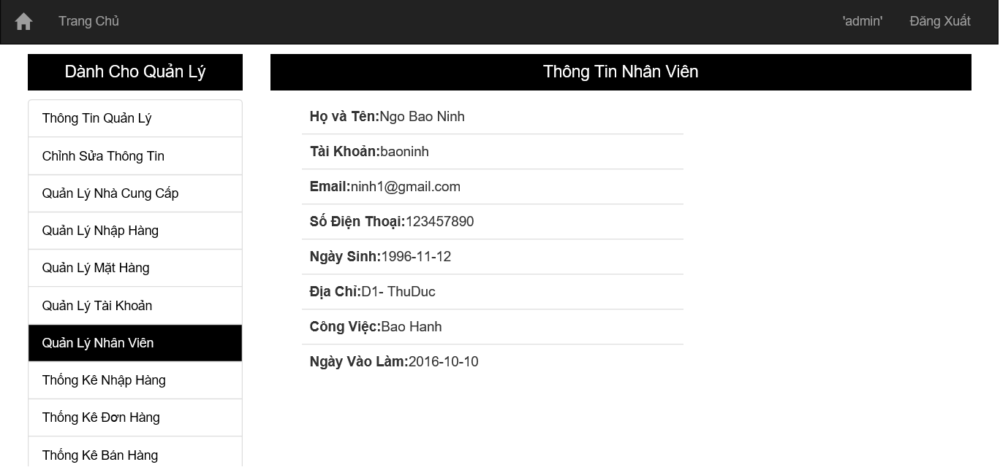 Trang Chủ
'admin'
Đăng Xuất
Dành Cho Quản Lý
Thông Tin Quản Lý
Chỉnh Sửa Thông Tin
Quản Lý Nhà Cung Cấp
Quản Lý Nhập Hàng
Quản Lý Mặt Hàng
Quản Lý Tài Khoản
Quản Lý Nhân Viên
Thống Kê Nhập Hàng
Thống Kê Đơn Hàng
Thống Kê Bán Hàng
Thông Tin Nhân Viên
Họ và Tên:Ngo Bao Ninh
Tài Khoản:baoninh
Email:ninh1@gmail.com
Số Điện Thoại:123457890
Ngày Sinh:1996-11-12
Địa Chỉ:D1- ThuDuc
Công Việc:Bao Hanh
Ngày Vào Làm:2016-10-10